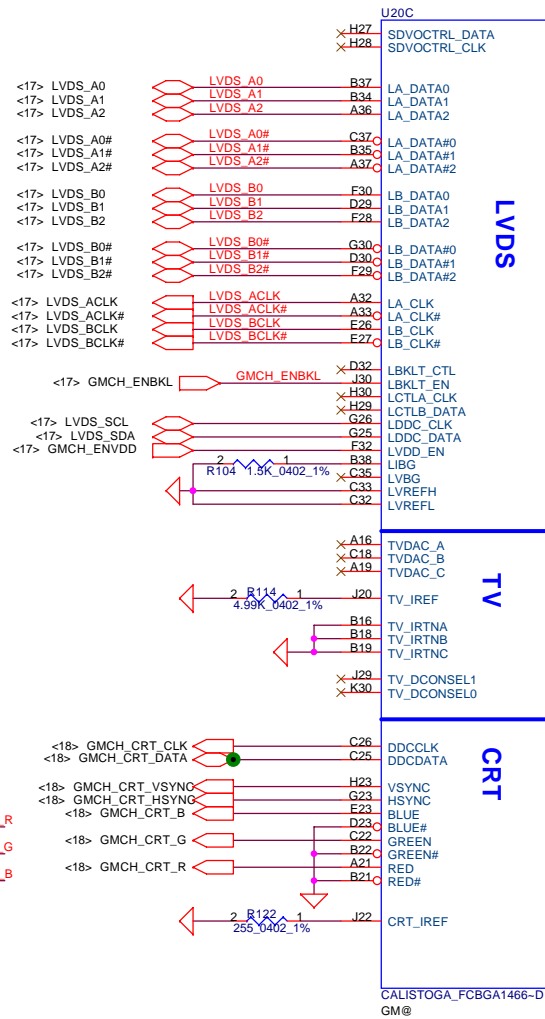 U20C
H27 SDVOCTRL_DATA
H28 SDVOCTRL_CLK
<17> LVDS_A0 LVDS_A0 B37 LA_DATA0
<17> LVDS_A1 LVDS_A1 B34 LA_DATA1
<17> LVDS_A2 LVDS_A2 A36 LA_DATA2
<17> LVDS_A0# LVDS_A0# C37 LA_DATA#0
<17> LVDS_A1# LVDS_A1# B35 LA_DATA#1
<17> LVDS_A2# LVDS_A2# A37 LA_DATA#2
<17> LVDS_B0 LVDS_B0 F30 LB_DATA0
<17> LVDS_B1 LVDS_B1 D29 LB_DATA1
<17> LVDS_B2 LVDS_B2 F28 LB_DATA2
<17> LVDS_B0# LVDS_B0# G30 LB_DATA#0
<17> LVDS_B1# LVDS_B1# D30 LB_DATA#1
<17> LVDS_B2# LVDS_B2# F29 LB_DATA#2
LVDS
<17> LVDS_ACLK LVDS_ACLK A32 LA_CLK
<17> LVDS_ACLK# LVDS_ACLK# A33 LA_CLK#
<17> LVDS_BCLK LVDS_BCLK E26 LB_CLK
<17> LVDS_BCLK# LVDS_BCLK# E27 LB_CLK#
D32 LBKLT_CTL
<17> GMCH_ENBKL GMCH_ENBKL J30 LBKLT_EN
H30 LCTLA_CLK
H29 LCTLB_DATA
<17> LVDS_SCL G26 LDDC_CLK
<17> LVDS_SDA G25 LDDC_DATA
<17> GMCH_ENVDD F32 LVDD_EN
2 1 B38 LIBG
R104 1.5K_0402_1% C35 LVBG
C33 LVREFH
C32 LVREFL
A16 TVDAC_A
C18 TVDAC_B
A19 TVDAC_C
TV
2 R114 1 J20 TV_IREF
4.99K_0402_1%
B16 TV_IRTNA
B18 TV_IRTNB
B19 TV_IRTNC
J29 TV_DCONSEL1
K30 TV_DCONSEL0
<18> GMCH_CRT_CLK C26 DDCCLK
<18> GMCH_CRT_DATA C25 DDCDATA
CRT
<18> GMCH_CRT_VSYNC H23 VSYNC
<18> GMCH_CRT_HSYNC G23 HSYNC
<18> GMCH_CRT_B E23 BLUE
R D23 BLUE#
<18> GMCH_CRT_G C22 GREEN
G B22 GREEN#
<18> GMCH_CRT_R A21 RED
B B21 RED#
2 R122 1 J22 CRT_IREF
255_0402_1%
CALISTOGA_FCBGA1466~D
GM@